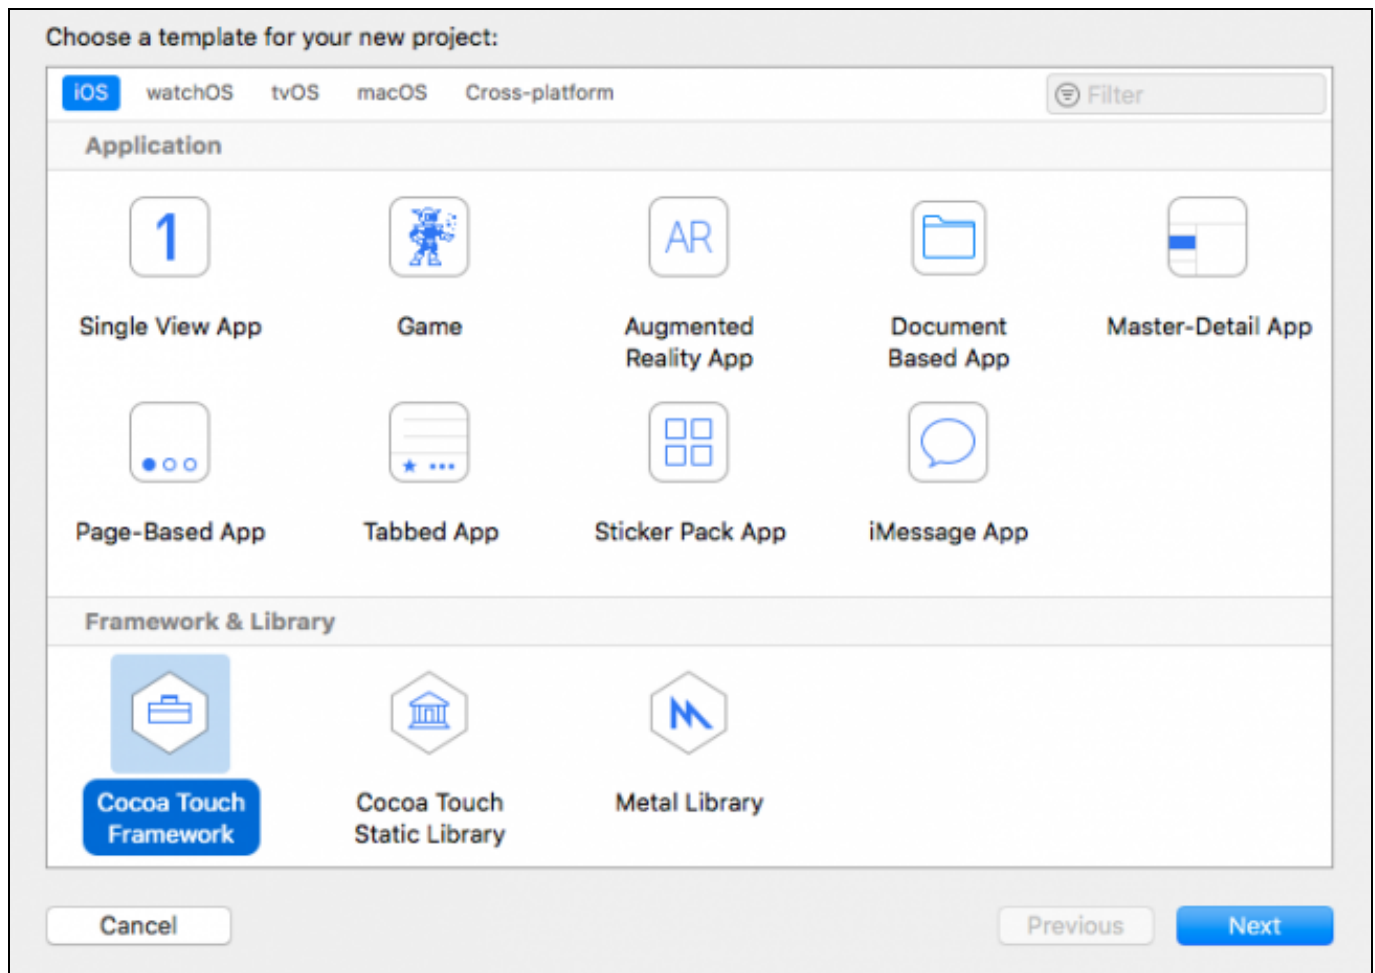 Choose a template for your new project:
iOS watchOS tvOS macOS Cross-platform Filter
Application
1 AR
Single View App Game Augmented Reality App Document Based App Master-Detail App
Page-Based App Tabbed App Sticker Pack App iMessage App
Framework & Library
Cocoa Touch Framework Cocoa Touch Static Library Metal Library
Cancel Previous Next